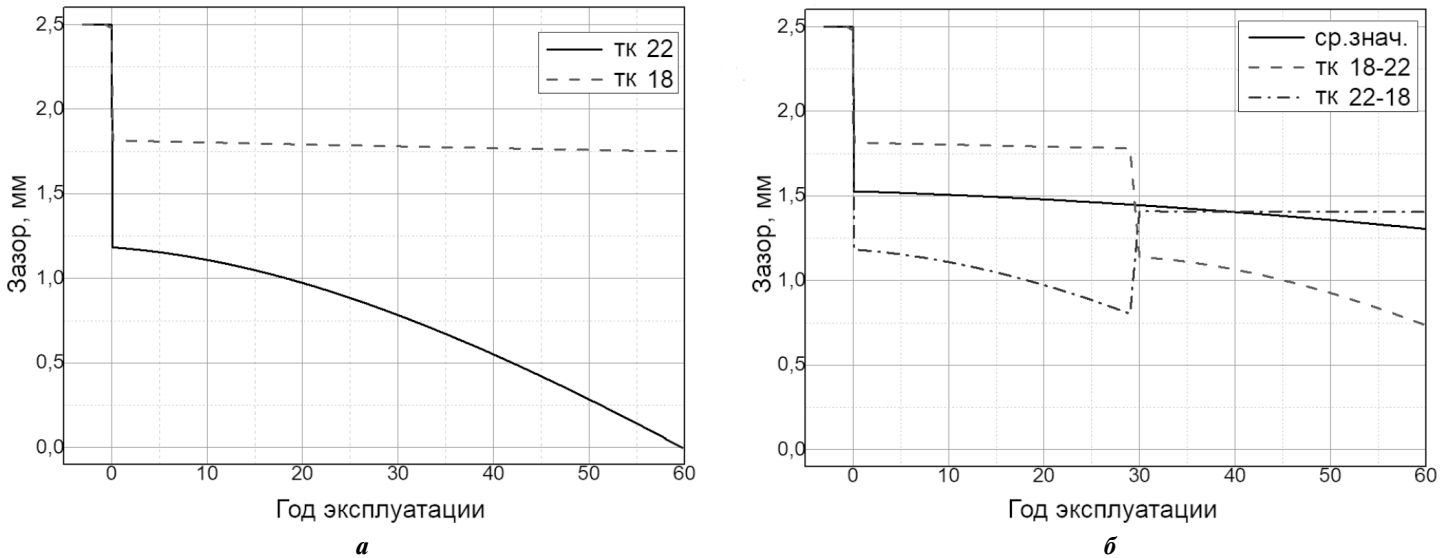 2,5
2,0
1,5
1,0
0,5
0,0
Зазор, мм
тк 22
тк 18
0
10
20
30
40
50
60
Год эксплуатации
а
2,5
2,0
1,5
1,0
0,5
0,0
Зазор, мм
ср.знач.
тк 18-22
тк 22-18
0
10
20
30
40
50
60
Год эксплуатации
б